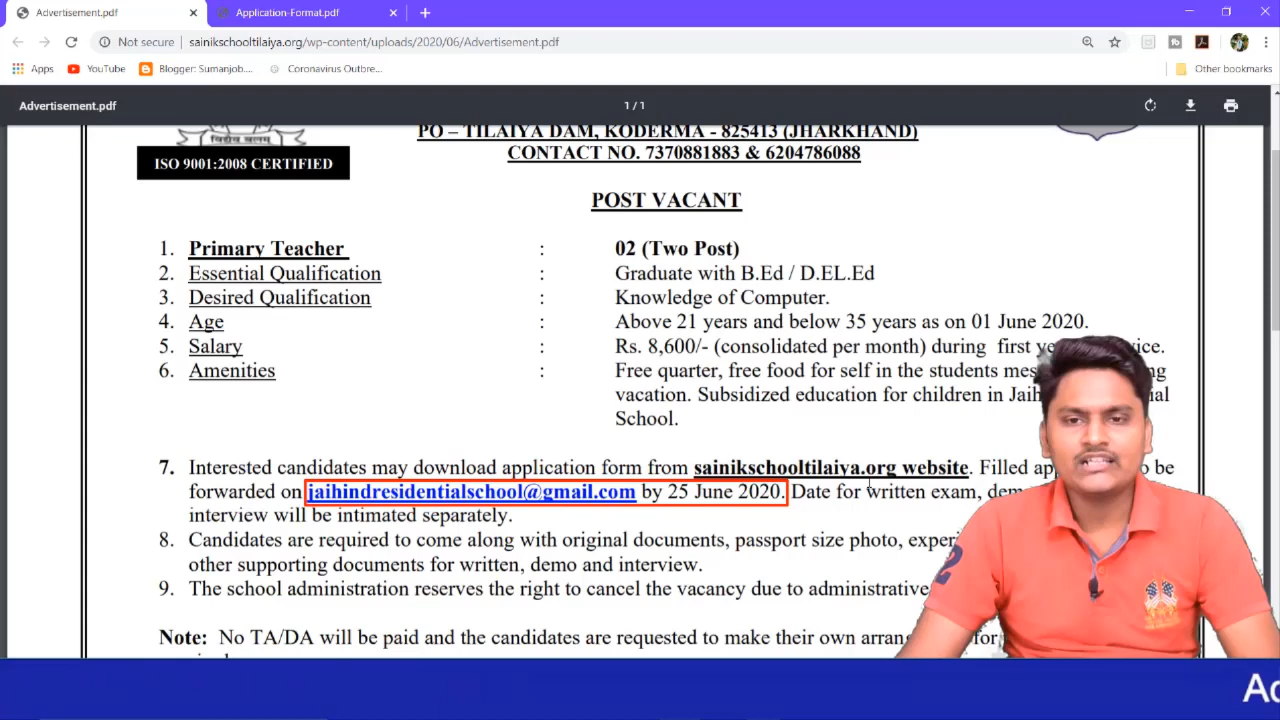 Advertisement.pdf
Application-Format.pdf
Not secure
sainikschooltilaiya.org/wp-content/uploads/2020/06/Advertisement.pdf
Apps YouTube Blogger: Sumanjob.... Coronavirus Outbre... Other bookmarks
Advertisement.pdf 1 / 1
PO – TILAIYA DAM, KODERMA - 825413 (JHARKHAND)
CONTACT NO. 7370881883 & 6204786088
ISO 9001:2008 CERTIFIED
POST VACANT
1. Primary Teacher : 02 (Two Post)
2. Essential Qualification : Graduate with B.Ed / D.EL.Ed
3. Desired Qualification : Knowledge of Computer.
4. Age : Above 21 years and below 35 years as on 01 June 2020.
5. Salary : Rs. 8,600/- (consolidated per month) during first
6. Amenities : Free quarter, free food for self in the students
vacation. Subsidized education for children in
School.
7. Interested candidates may download application form from sainikschooltilaiya.org website. Filled be
forwarded on jaihindresidentialschool@gmail.com by 25 June 2020. Date for written exam,
interview will be intimated separately.
8. Candidates are required to come along with original documents, passport size photo,
other supporting documents for written, demo and interview.
9. The school administration reserves the right to cancel the vacancy due to administrative
Note: No TA/DA will be paid and the candidates are requested to make their own